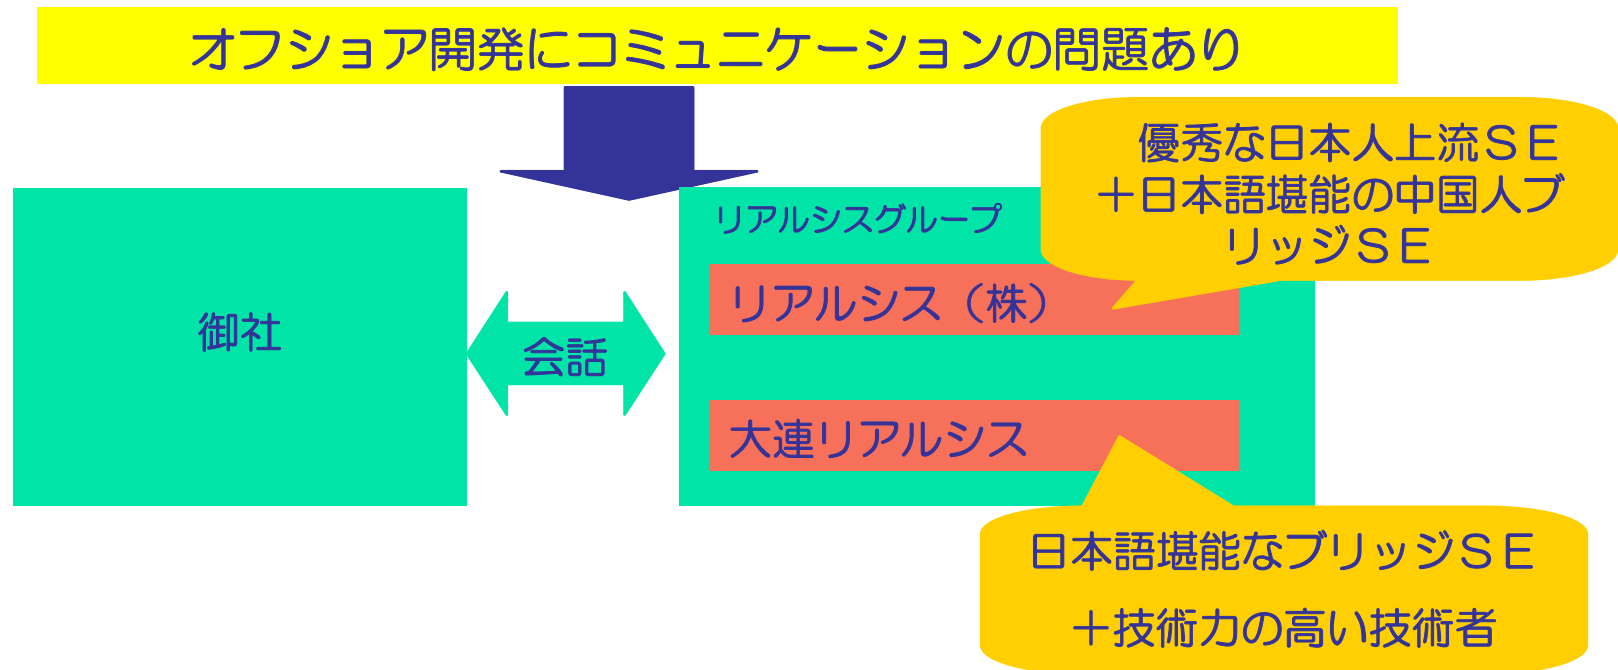 オフショア開発にコミュニケーションの問題あり
優秀な日本人上流ＳＥ
＋日本語堪能の中国人ブ
リッジＳＥ
リアルシスグループ
リアルシス（株）
御社
会話
大連リアルシス
日本語堪能なブリッジＳＥ
＋技術力の高い技術者